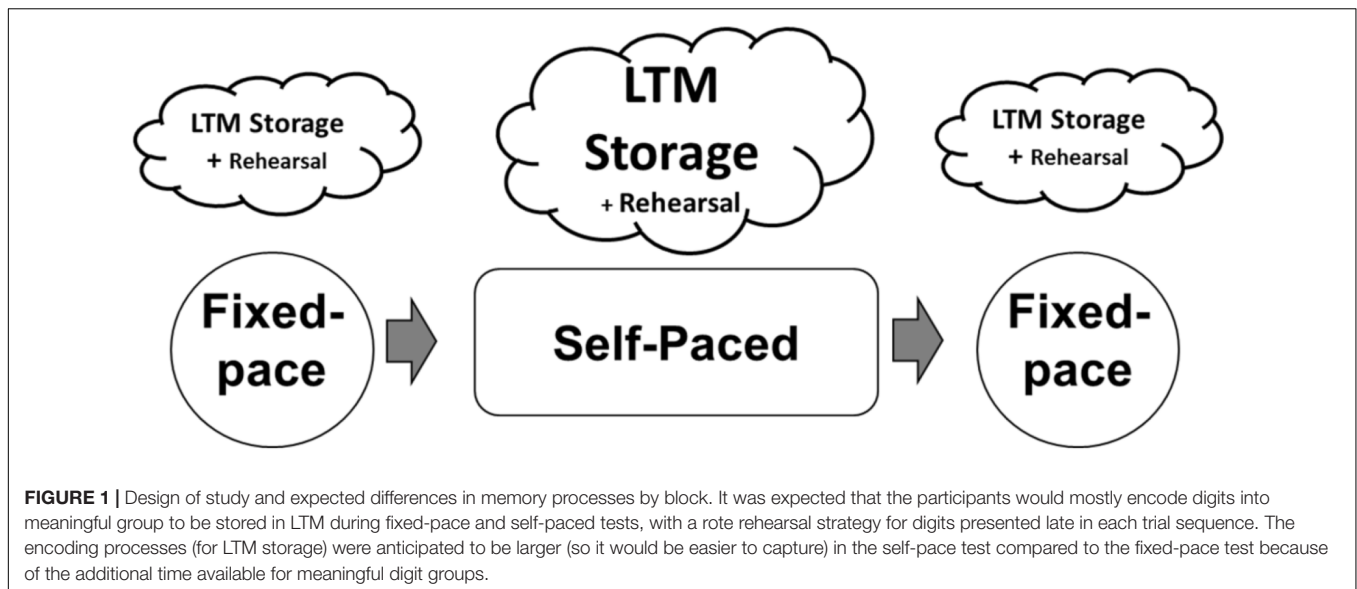 LTM Storage
+ Rehearsal
LTM
Storage
+ Rehearsal
LTM Storage
+ Rehearsal
Fixed-
pace
Self-Paced
Fixed-
pace
FIGURE 1 | Design of study and expected differences in memory processes by block. It was expected that the participants would mostly encode digits into
meaningful group to be stored in LTM during fixed-pace and self-paced tests, with a rote rehearsal strategy for digits presented late in each trial sequence. The
encoding processes (for LTM storage) were anticipated to be larger (so it would be easier to capture) in the self-pace test compared to the fixed-pace test because
of the additional time available for meaningful digit groups.